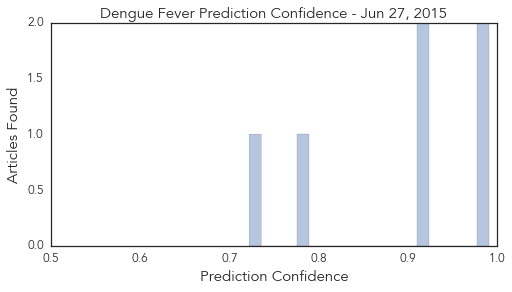 Dengue Fever Prediction Confidence - Jun 27, 2015
2.0
1.5
1.0
0.5
0.0
Articles Found
0.5 0.6 0.7 0.8 0.9 1.0
Prediction Confidence